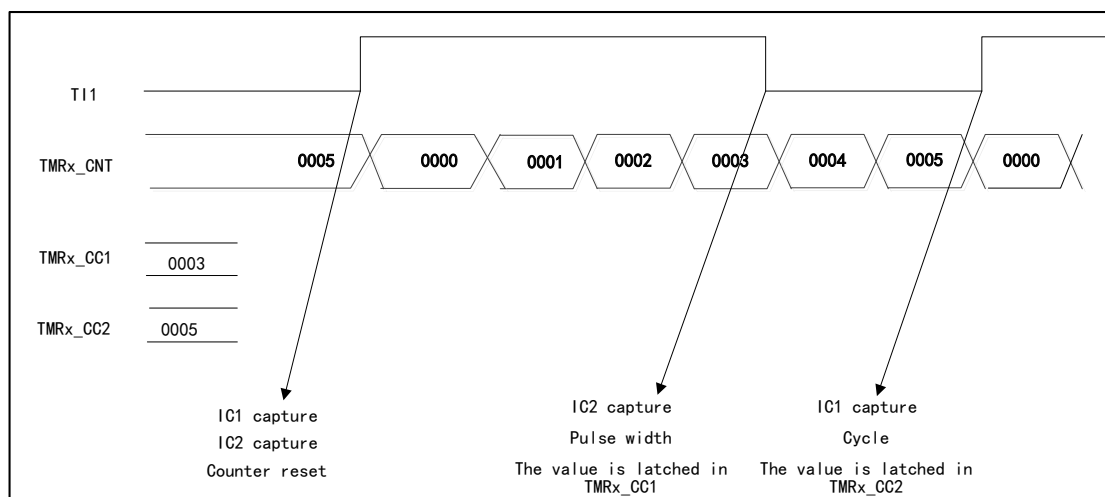 TI1
TMRx_CNT
0005 0000 0001 0002 0003 0004 0005 0000
TMRx_CC1
0003
TMRx_CC2
0005
IC1 capture
IC2 capture
Counter reset
IC2 capture
Pulse width
The value is latched in
TMRx_CC1
IC1 capture
Cycle
The value is latched in
TMRx_CC2